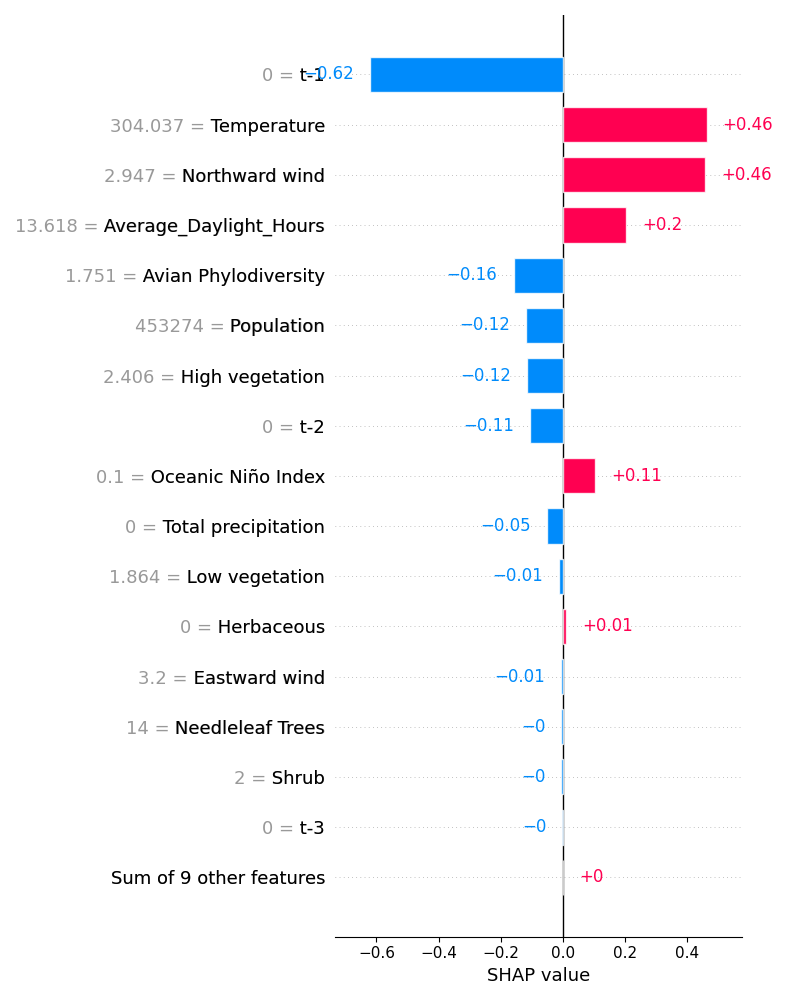 0 = t-1 −0.62
304.037 = Temperature +0.46
2.947 = Northward wind +0.46
13.618 = Average_Daylight_Hours +0.2
1.751 = Avian Phylodiversity −0.16
453274 = Population −0.12
2.406 = High vegetation −0.12
0 = t-2 −0.11
0.1 = Oceanic Niño Index +0.11
0 = Total precipitation −0.05
1.864 = Low vegetation −0.01
0 = Herbaceous +0.01
3.2 = Eastward wind −0.01
14 = Needleleaf Trees −0
2 = Shrub −0
0 = t-3 −0
Sum of 9 other features +0
−0.6 −0.4 −0.2 0.0 0.2 0.4
SHAP value